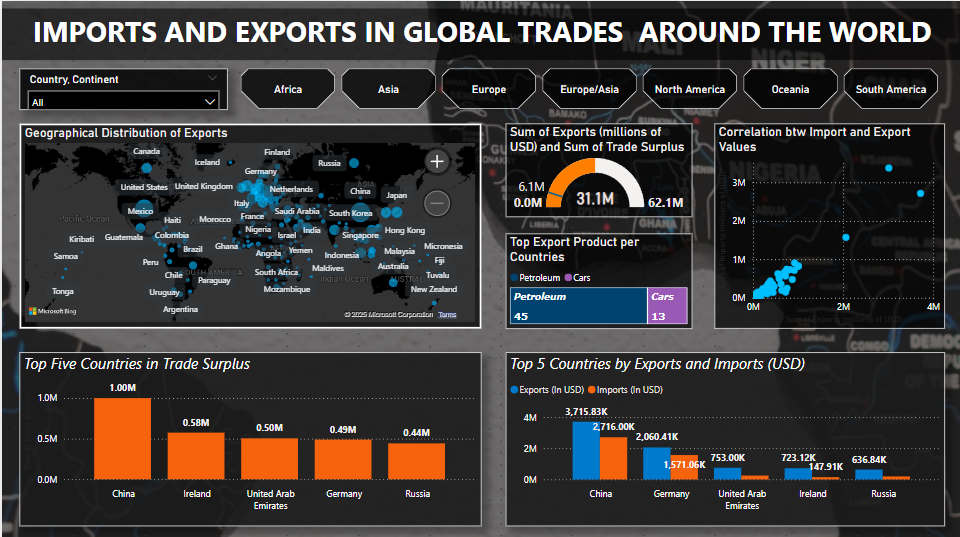 IMPORTS AND EXPORTS IN GLOBAL TRADES AROUND THE WORLD
Country, Continent
All
Africa
Asia
Europe
Europe/Asia
North America
Oceania
South America
Geographical Distribution of Exports
Canada
Iceland
Finland
Russia
Germany
United States
United Kingdom
Netherlands
ASIA
China
Japan
Mexico
Italy
France
Saudi Arabia
South Korea
Pacific Ocean
Haiti
Morocco
Kiribati
Guatemala
Colombia
Nigeria
Israel
India
Singapore
Hong Kong
Samoa
Brazil
Ghana
Angola
Yemen
Indonesia
Malaysia
Micronesia
Peru
SOUTH AMERICA
Chile
Paraguay
South Africa
Maldives
Indian Ocean
Australia
Fiji
Tuvalu
Tonga
Uruguay
Mozambique
New Zealand
Argentina
Microsoft Bing
© 2025 Microsoft Corporation Terms
Sum of Exports (millions of
USD) and Sum of Trade Surplus
6.1M
0.0M
31.1M
62.1M
Top Export Product per
Countries
Petroleum Cars
Petroleum
45
Cars
13
Correlation btw Import and Export
Values
3M
2M
1M
0M
0M
2M
4M
Top Five Countries in Trade Surplus
1.0M
0.5M
0.0M
1.00M
0.58M
0.50M
0.49M
0.44M
China
Ireland
United Arab
Emirates
Germany
Russia
Top 5 Countries by Exports and Imports (USD)
Exports (In USD) Imports (In USD)
4M
2M
0M
3,715.83K
2,716.00K
2,060.41K
1,571.06K
753.00K
723.12K
147.91K
636.84K
China
Germany
United Arab
Emirates
Ireland
Russia
MAURITANIA
MALI
NIGER
BAMAKO
NIAMEY
GHANA
CONGO